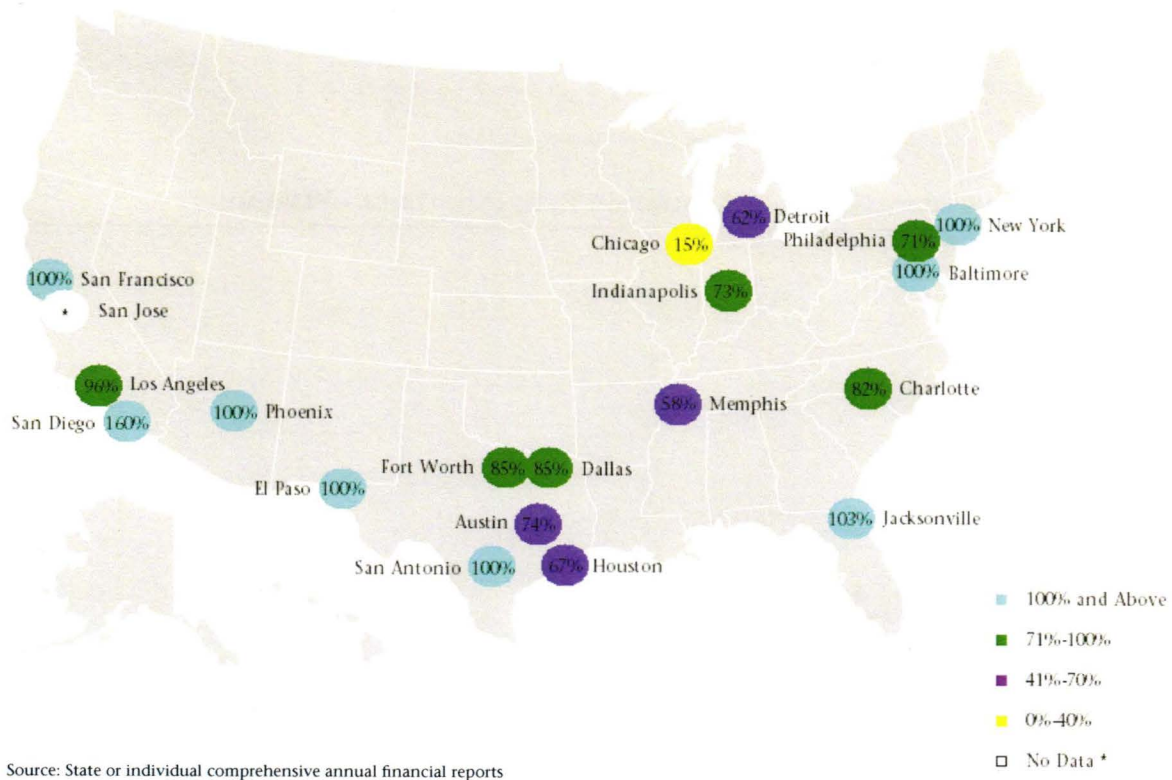 62% Detroit
100% New York
Chicago 15%
Philadelphia 71%
100% Baltimore
100% San Francisco
Indianapolis 73%
* San Jose
96% Los Angeles
82% Charlotte
58% Memphis
100% Phoenix
San Diego 160%
Fort Worth 85% 85% Dallas
El Paso 100%
Austin 74%
103% Jacksonville
San Antonio 100%
67% Houston
100% and Above
71%-100%
41%-70%
0%-40%
No Data *
Source: State or individual comprehensive annual financial reports